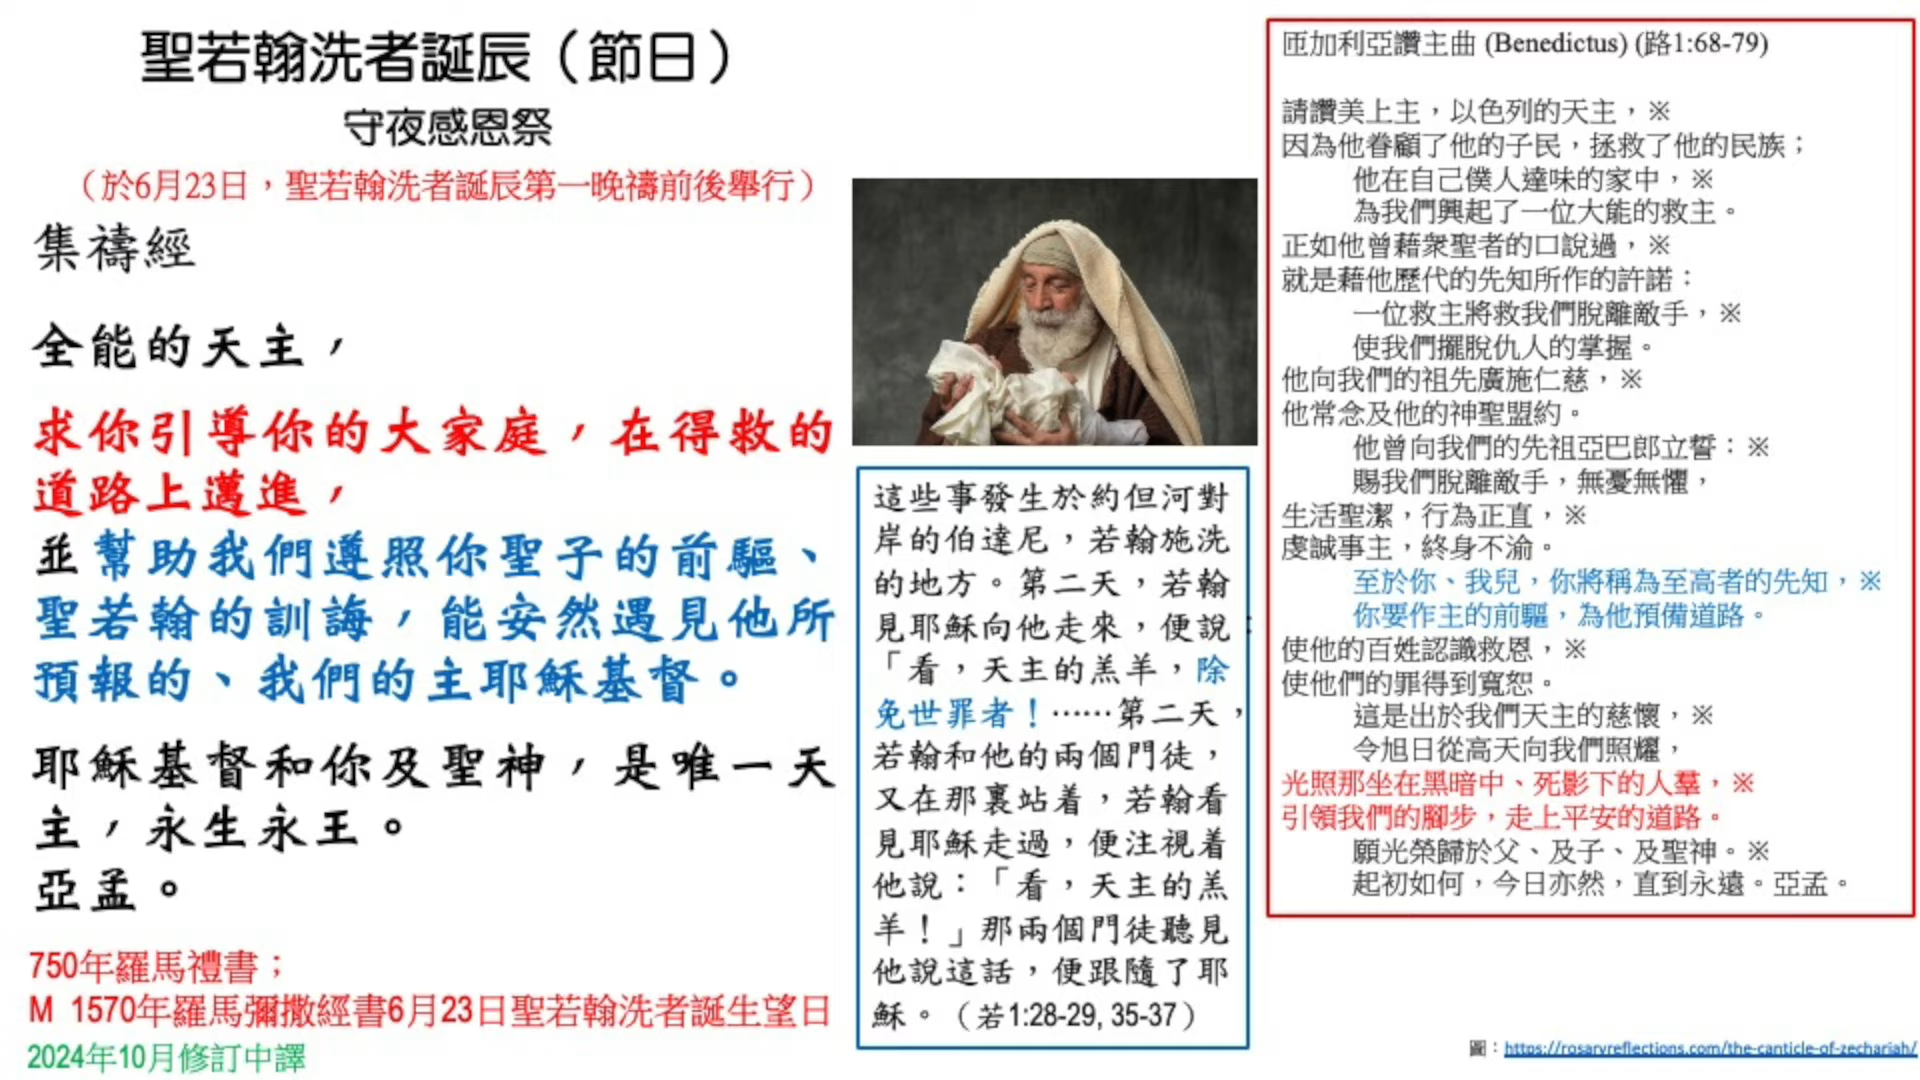 聖若翰洗者誕辰（節日）
守夜感恩祭
（於6月23日，聖若翰洗者誕辰第一晚禱前後舉行）
集禱經
全能的天主，
求你引導你的大家庭，在得救的
道路上邁進，
並幫助我們遵照你聖子的前驅、
聖若翰的訓誨，能安然遇見他所
預報的、我們的主耶穌基督。
耶穌基督和你及聖神，是唯一天
主，永生永王。
亞孟。
750年羅馬禮書；
M 1570年羅馬彌撒經書6月23日聖若翰洗者誕生望日
2024年10月修訂中譯
這些事發生於約但河對
岸的伯達尼，若翰施洗
的地方。第二天，若翰
見耶穌向他走來，便說：
「看，天主的羔羊，除
免世罪者！⋯⋯第二天，
若翰和他的兩個門徒，
又在那裏站着，若翰看
見耶穌走過，便注視着
他說：「看，天主的羔
羊！」那兩個門徒聽見
他說這話，便跟隨了耶
穌。（若1:28-29, 35-37）
匝加利亞讚主曲 (Benedictus) (路1:68-79)
請讚美上主，以色列的天主，※
因為他眷顧了他的子民，拯救了他的民族；
他在自己僕人達味的家中，※
為我們興起了一位大能的救主。
正如他曾藉衆聖者的口說過，※
就是藉他歷代的先知所作的許諾：
一位救主將救我們脫離敵手，※
使我們擺脫仇人的掌握。
他向我們的祖先廣施仁慈，※
他常念及他的神聖盟約。
他曾向我們的先祖亞巴郎立誓：※
賜我們脫離敵手，無憂無懼，
生活聖潔，行為正直，※
虔誠事主，終身不渝。
至於你、我兒，你將稱為至高者的先知，※
你要作主的前驅，為他預備道路。
使他的百姓認識救恩，※
使他們的罪得到寬恕。
這是出於我們天主的慈懷，※
令旭日從高天向我們照耀，
光照那坐在黑暗中、死影下的人羣，※
引領我們的腳步，走上平安的道路。
願光榮歸於父、及子、及聖神。※
起初如何，今日亦然，直到永遠。亞孟。
圖：https://rosaryreflections.com/the-canticle-of-zechariah/